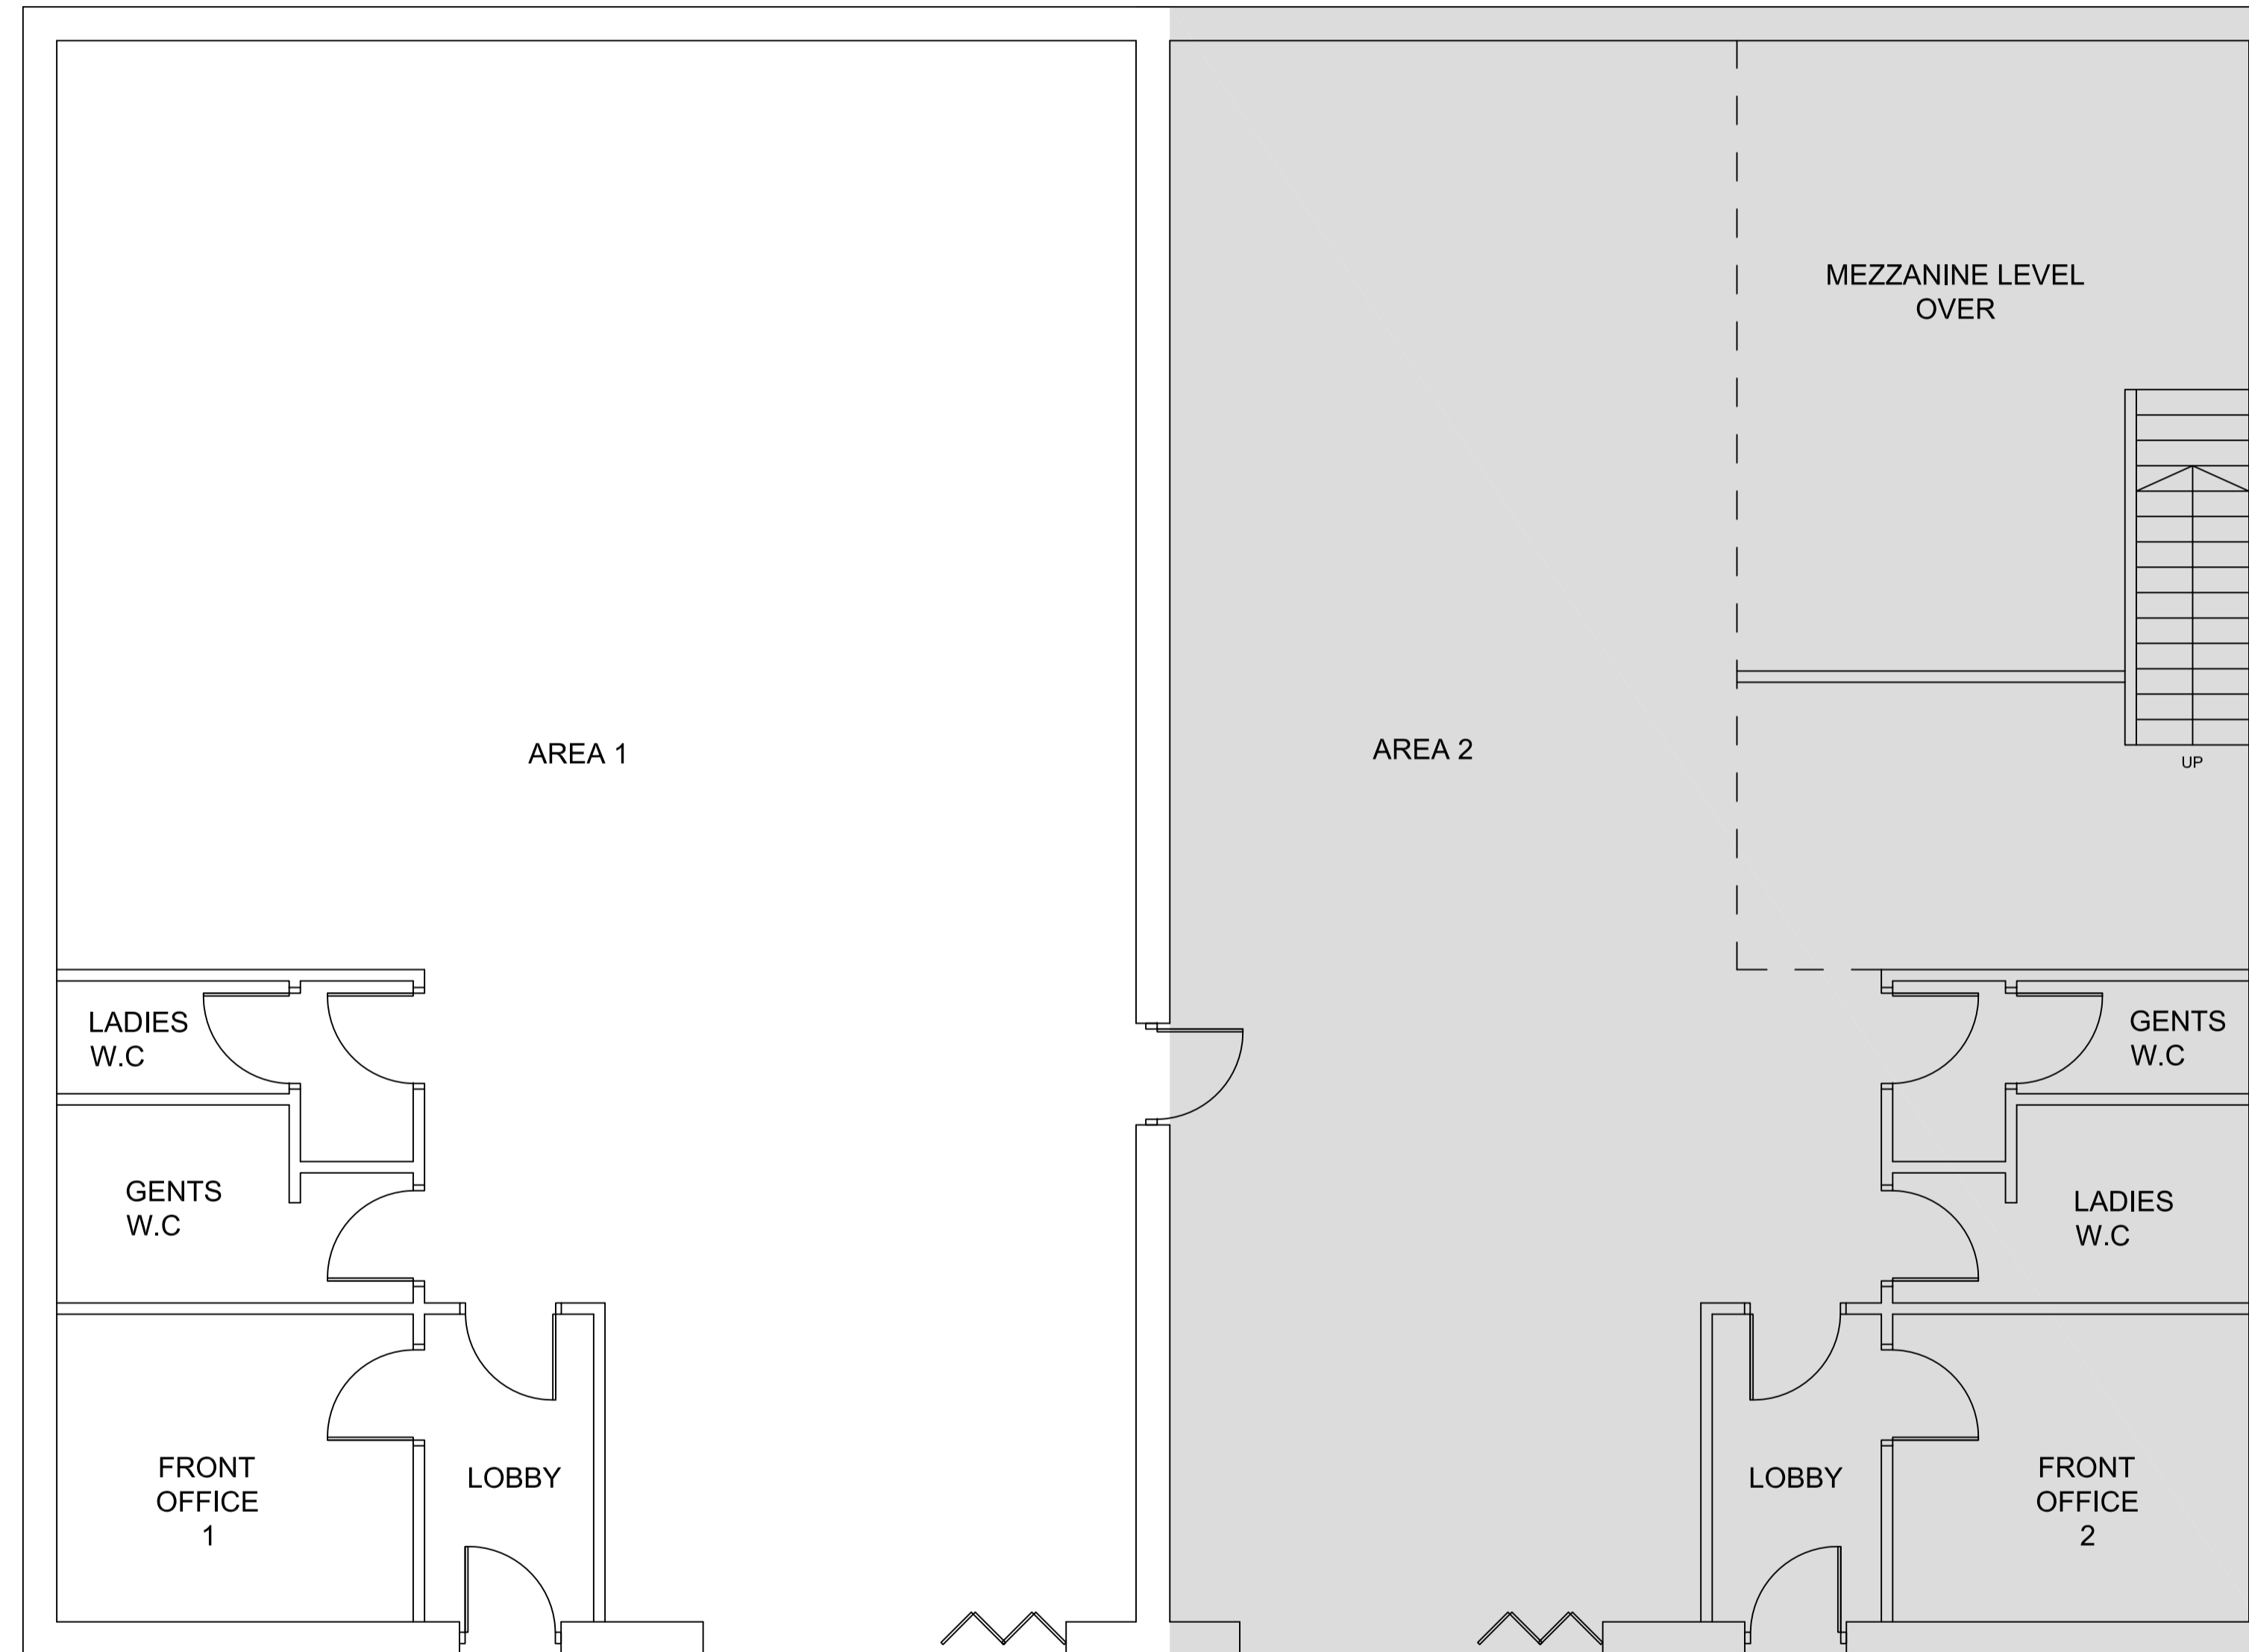 MEZZANINE LEVEL
OVER
AREA 1
AREA 2
UP
LADIES
W.C
GENTS
W.C
GENTS
W.C
LADIES
W.C
FRONT
OFFICE
1
LOBBY
LOBBY
FRONT
OFFICE
2